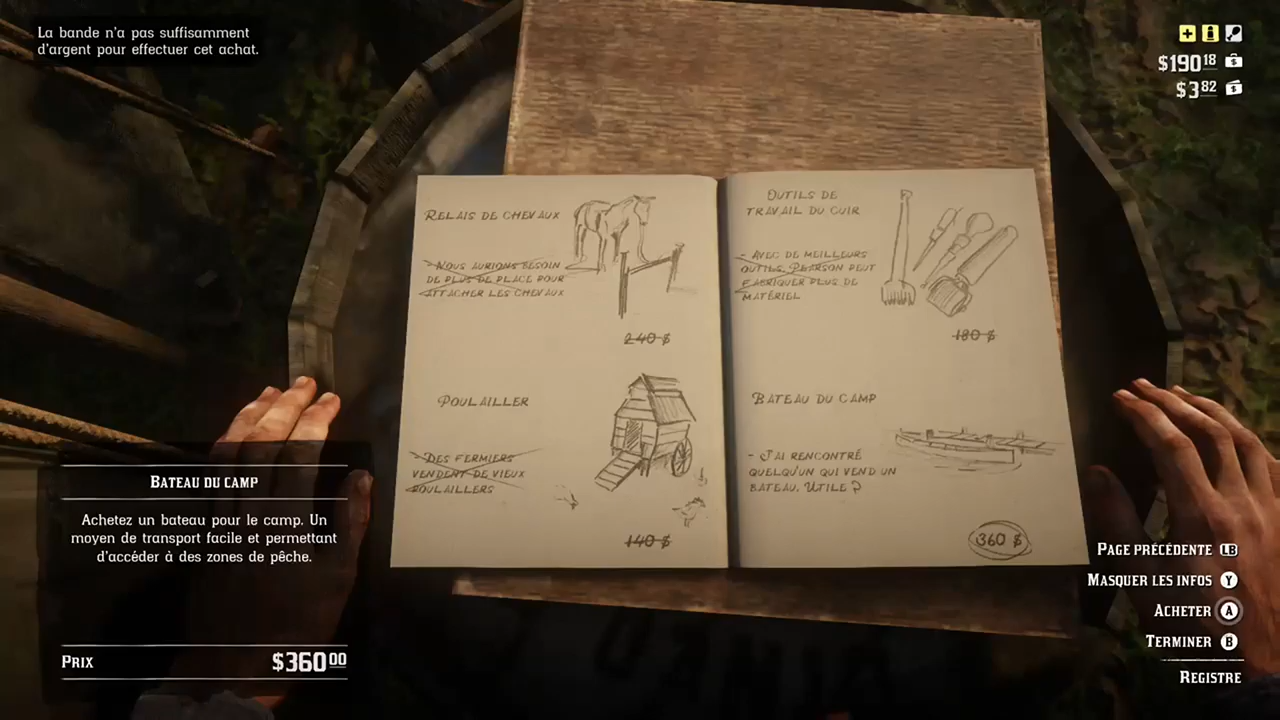 La bande n'a pas suffisamment
d'argent pour effectuer cet achat.
$190 18
$3 82
RELAIS DE CHEVAUX
- NOUS AURIONS BESOIN
DE PLUS DE PLACE POUR
ATTACHER LES CHEVAUX
240 $
POULAILLER
- DES FERMIERS
VENDENT DE VIEUX
POULAILLERS
140 $
OUTILS DE
TRAVAIL DU CUIR
- AVEC DE MEILLEURS
OUTILS, PEARSON PEUT
FABRIQUER PLUS DE
MATÉRIEL
180 $
BATEAU DU CAMP
- J'AI RENCONTRÉ
QUELQU'UN QUI VEND UN
BATEAU. UTILE ?
360 $
BATEAU DU CAMP
Achetez un bateau pour le camp. Un
moyen de transport facile et permettant
d'accéder à des zones de pêche.
PRIX $360 00
PAGE PRÉCÉDENTE LB
MASQUER LES INFOS Y
ACHETER A
TERMINER B
REGISTRE